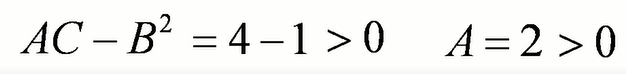 AC − B² = 4 − 1 > 0    A = 2 > 0